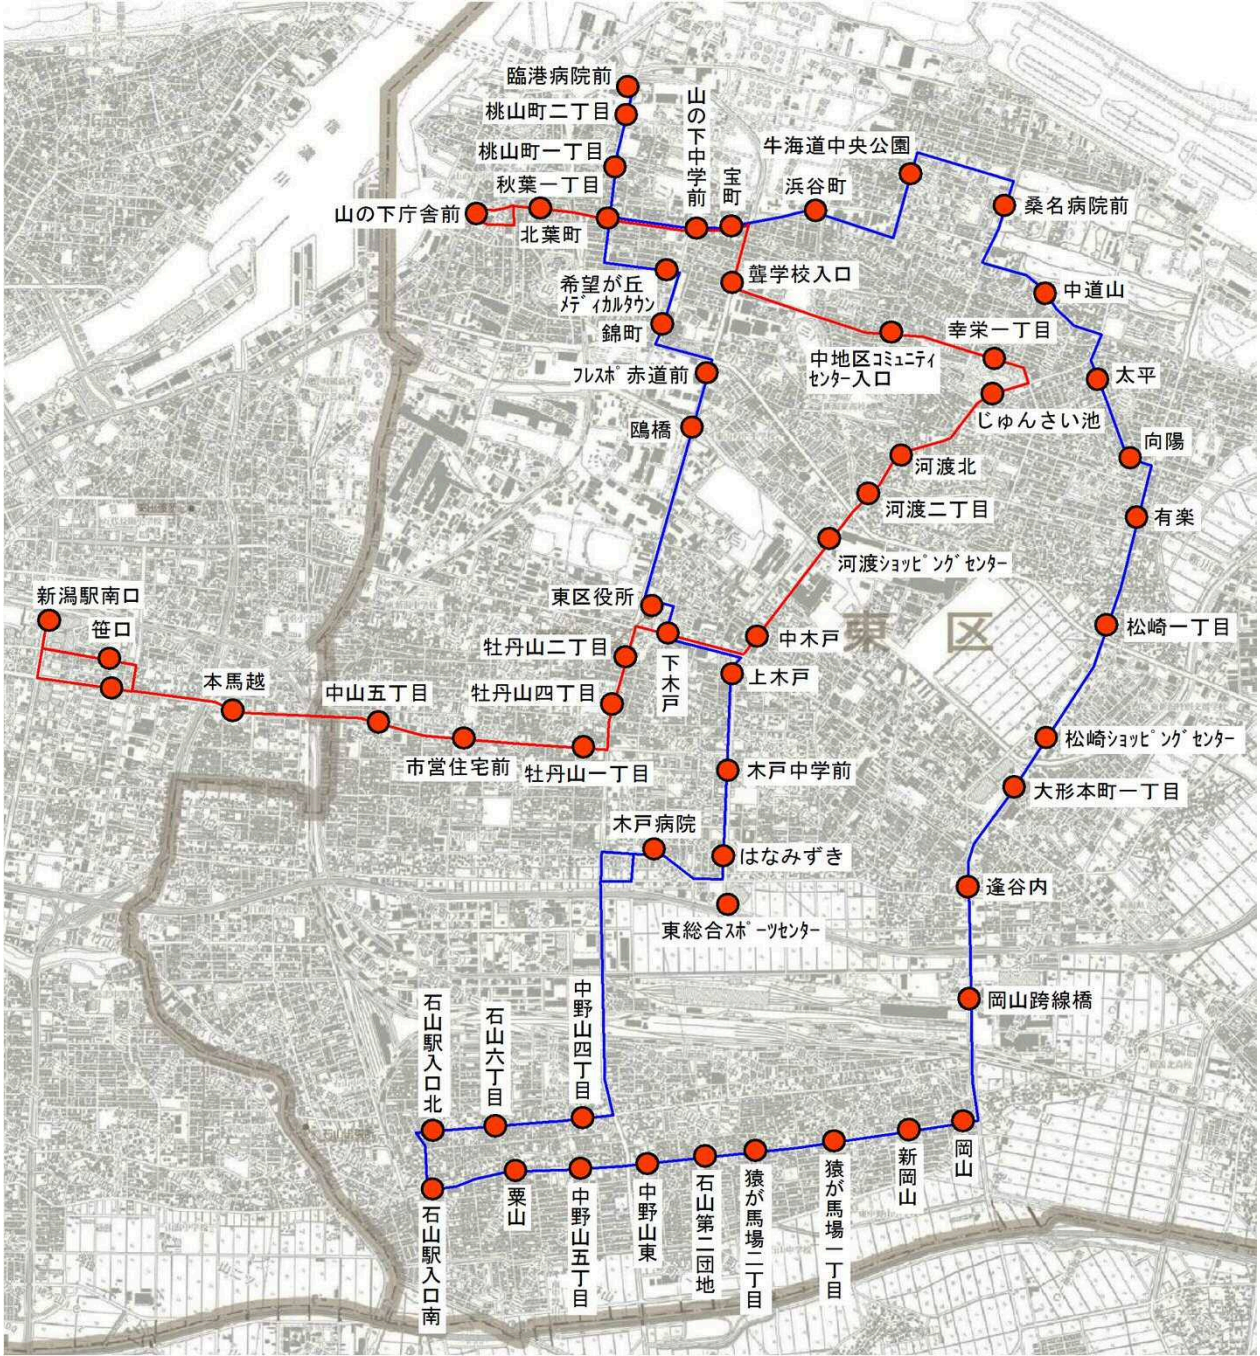 臨港病院前
桃山町二丁目
桃山町一丁目
秋葉一丁目
山の下庁舎前
北葉町
山の下中学前
宝町
浜谷町
牛海道中央公園
桑名病院前
聾学校入口
希望が丘
ﾒﾃﾞｨｶﾙﾀｳﾝ
錦町
中道山
幸栄一丁目
中地区ｺﾐｭﾆﾃｨ
ｾﾝﾀｰ入口
ﾌﾚｽﾎﾟ赤道前
太平
じゅんさい池
鴎橋
向陽
河渡北
河渡二丁目
有楽
河渡ｼｮｯﾋﾟﾝｸﾞｾﾝﾀｰ
新潟駅南口
笹口
東区役所
東 区
松崎一丁目
中木戸
牡丹山二丁目
下木戸
上木戸
本馬越
中山五丁目
牡丹山四丁目
松崎ｼｮｯﾋﾟﾝｸﾞｾﾝﾀｰ
市営住宅前
牡丹山一丁目
木戸中学前
大形本町一丁目
木戸病院
はなみずき
逢谷内
東総合ｽﾎﾟｰﾂｾﾝﾀｰ
岡山跨線橋
石山駅入口北
石山六丁目
中野山四丁目
石山駅入口南
粟山
中野山五丁目
中野山東
石山第二団地
猿が馬場二丁目
猿が馬場一丁目
新岡山
岡山